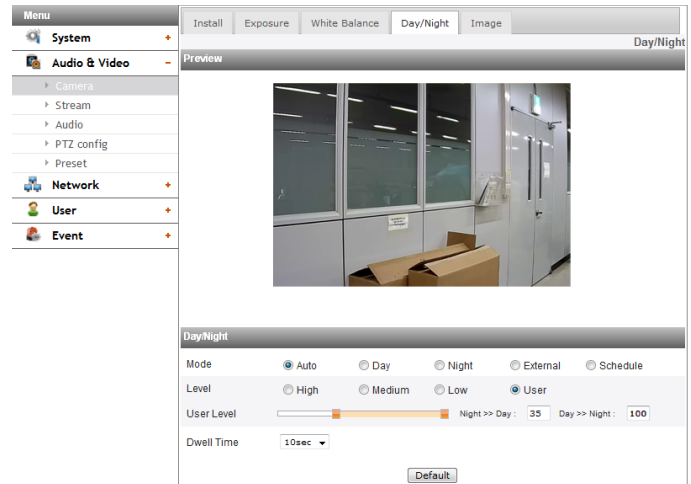 Menu
System +
Audio & Video -
Camera
Stream
Audio
PTZ config
Preset
Network +
User +
Event +
Install Exposure White Balance Day/Night Image
Day/Night
Preview
Day/Night
Mode Auto Day Night External Schedule
Level High Medium Low User
User Level Night >> Day : 35 Day >> Night : 100
Dwell Time 10sec
Default